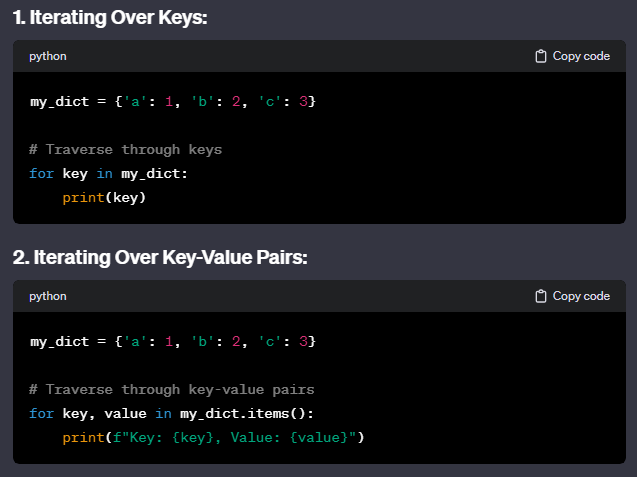 1. Iterating Over Keys:
python Copy code
my_dict = {'a': 1, 'b': 2, 'c': 3}
# Traverse through keys
for key in my_dict:
    print(key)
2. Iterating Over Key-Value Pairs:
python Copy code
my_dict = {'a': 1, 'b': 2, 'c': 3}
# Traverse through key-value pairs
for key, value in my_dict.items():
    print(f"Key: {key}, Value: {value}")